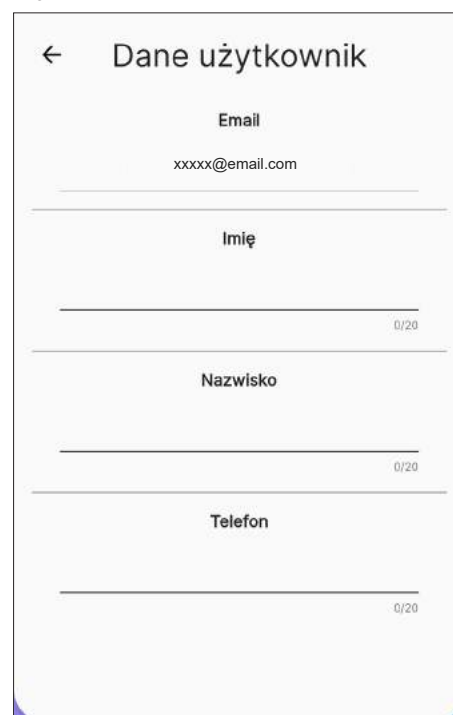 ← Dane użytkownik
Email
xxxxx@email.com
Imię
0/20
Nazwisko
0/20
Telefon
0/20